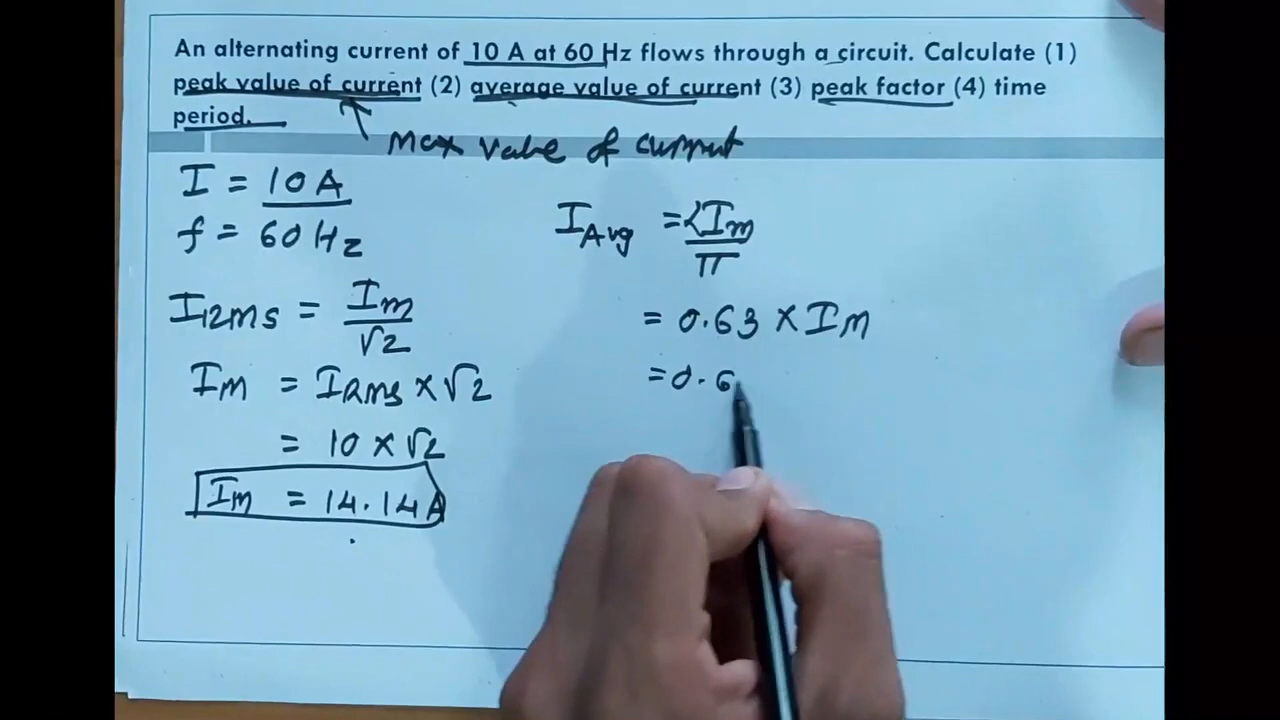 An alternating current of 10 A at 60 Hz flows through a circuit. Calculate (1)
peak value of current (2) average value of current (3) peak factor (4) time
period.
Max value of current
I = 10A
f = 60Hz
IRMS = Im/√2
Im = IRMS × √2
= 10 × √2
Im = 14.14A
IAvg = 2Im/π
= 0.63 × Im
= 0.6